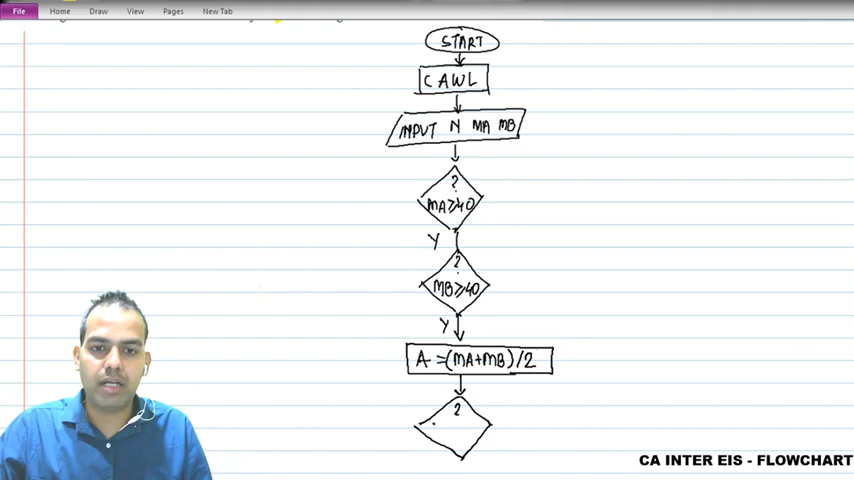 File Home Draw View Pages New Tab
START
CAWL
INPUT N MA MB
?
MA≥40
Y
?
MB≥40
Y
A =(MA+MB)/2
?
CA INTER EIS - FLOWCHART